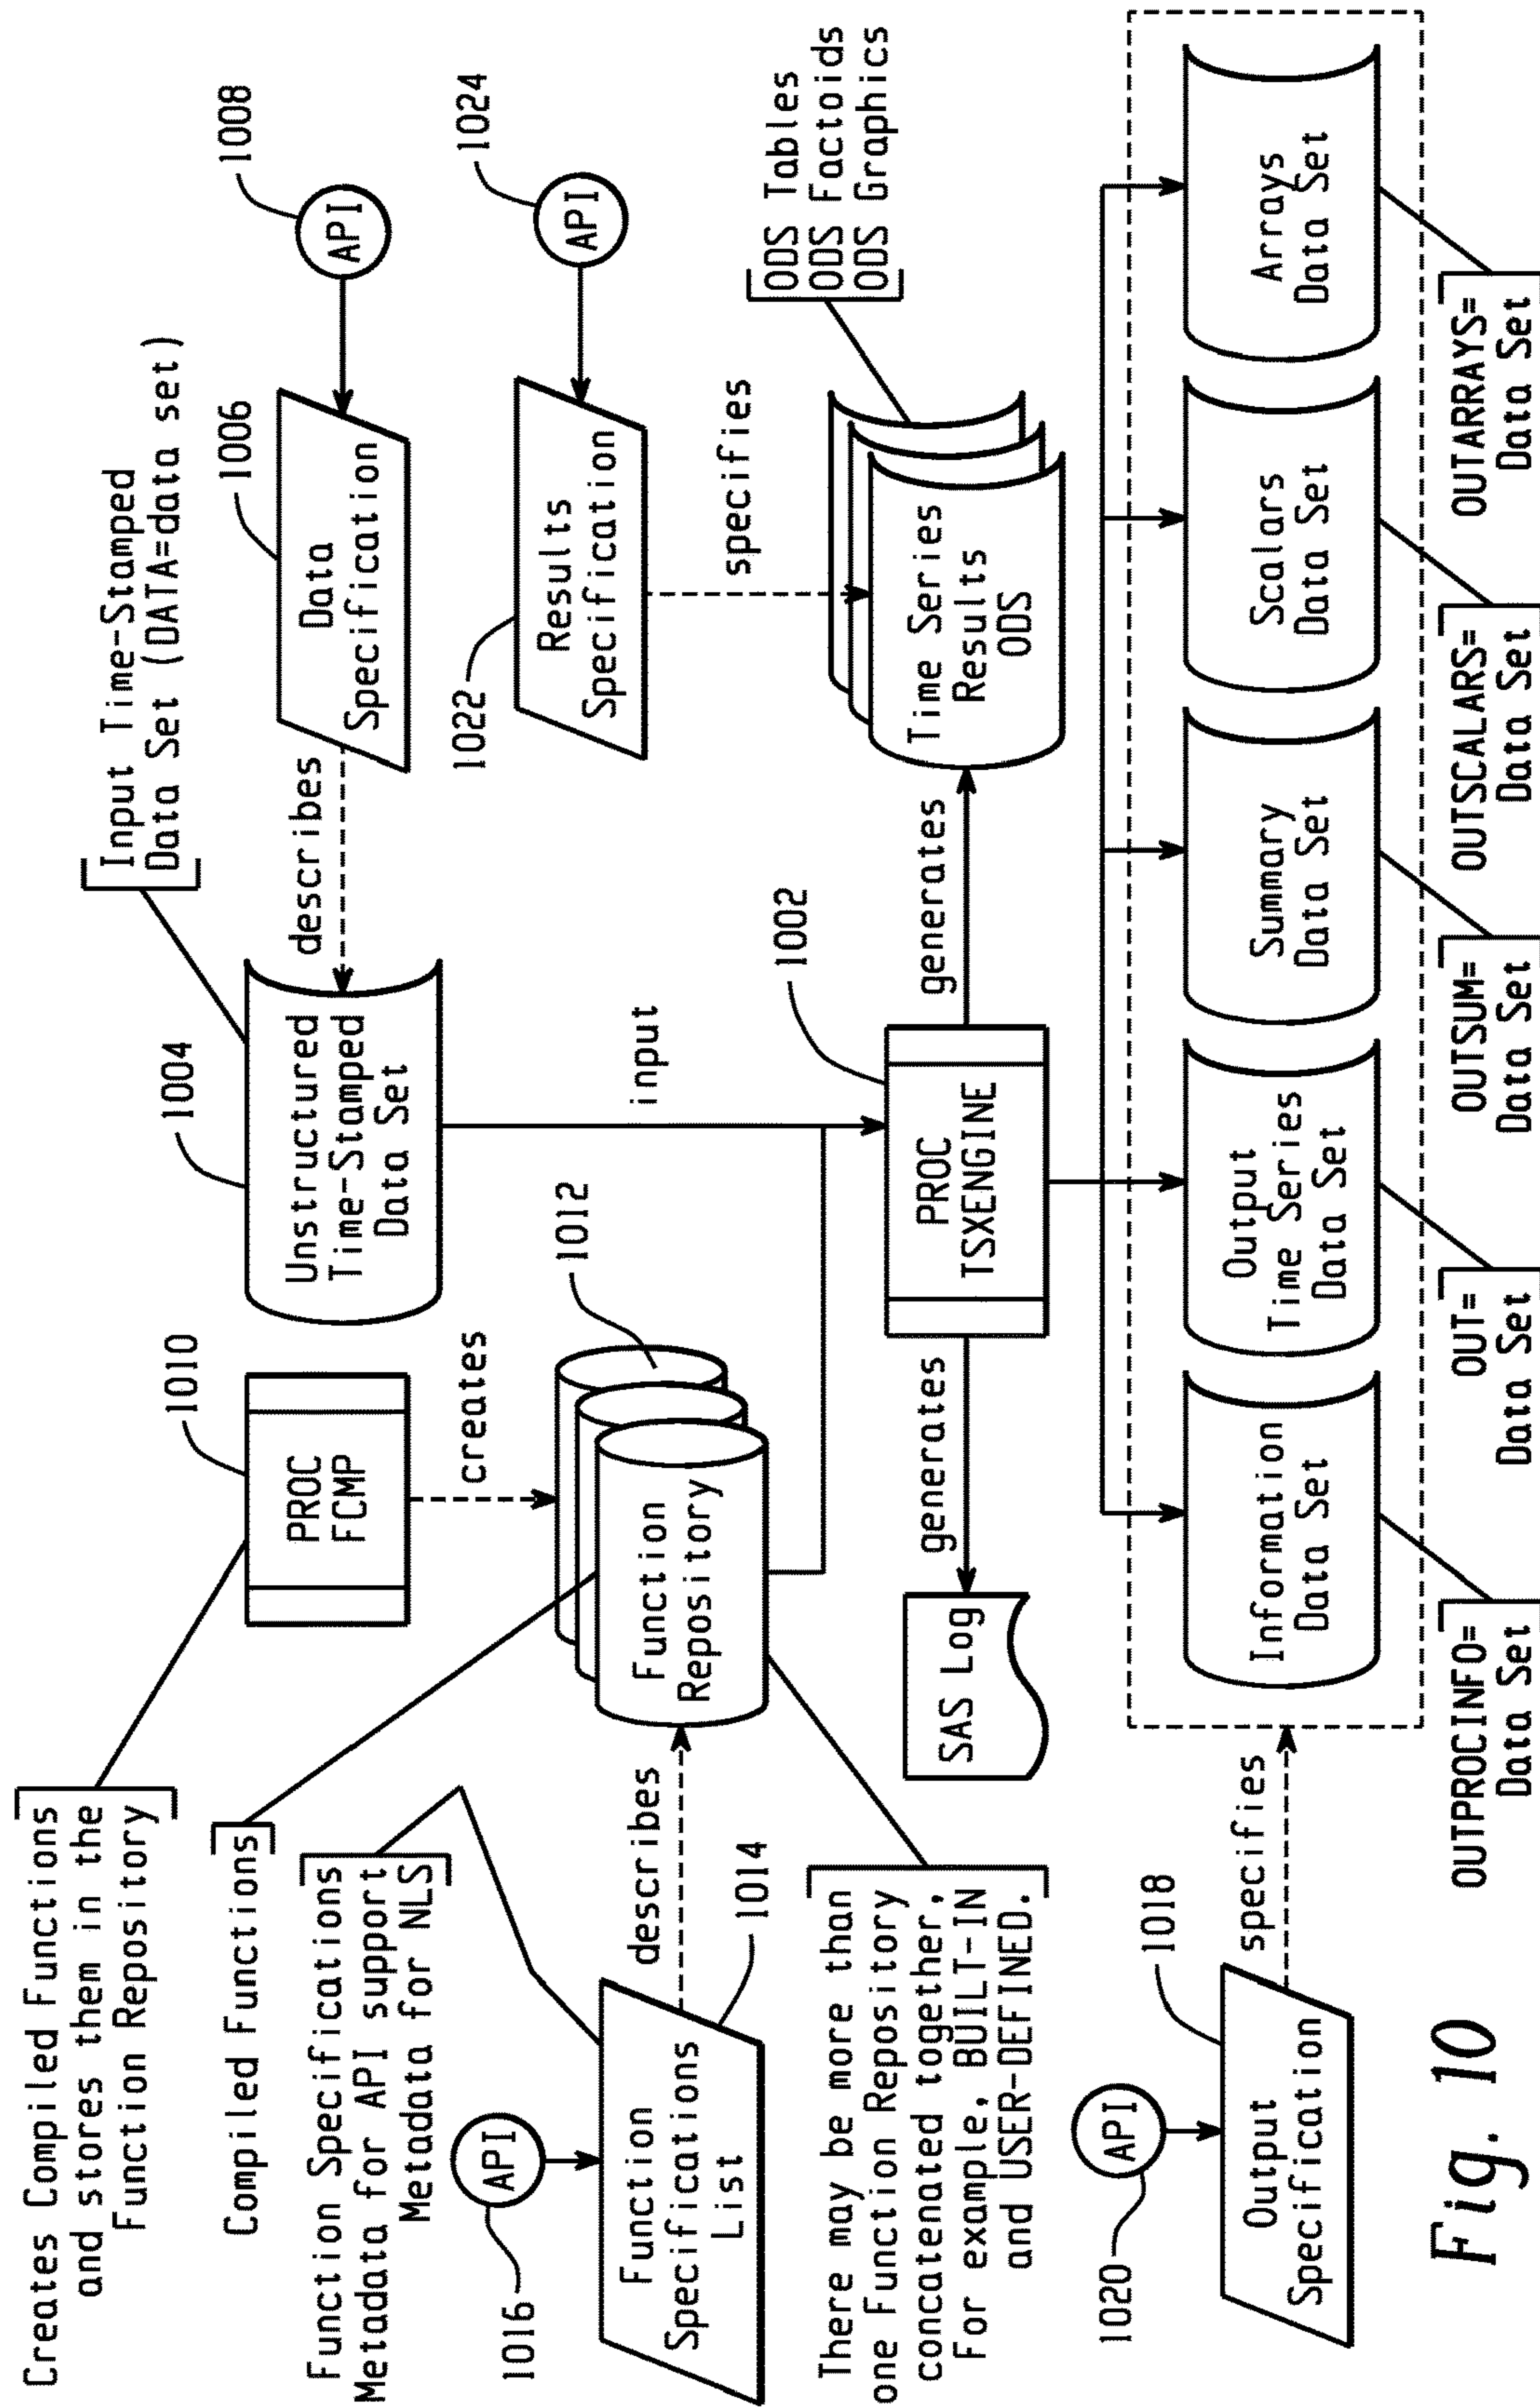 Creates Compiled Functions
and stores them in the
Function Repository
Compiled Functions
Function Specifications
Metadata for API support
Metadata for NLS
1010
PROC
FCMP
creates
1004
Unstructured
Time-Stamped
Data Set
Input Time-Stamped
Data Set (DATA=data set)
describes
1006
Data
Specification
1008
API
1016
API
Function
Specifications
List
1014
describes
1012
Function
Repository
input
1022
Results
Specification
1024
API
specifies
There may be more than
one Function Repository
concatenated together,
For example, BUILT-IN
and USER-DEFINED.
SAS Log
generates
1002
PROC
TSXENGINE
generates
Time Series
Results
ODS
ODS Tables
ODS Factoids
ODS Graphics
1020
API
1018
Output
Specification
specifies
Information
Data Set
Output
Time Series
Data Set
Summary
Data Set
Scalars
Data Set
Arrays
Data Set
OUTPROCINFO=
Data Set
OUT=
Data Set
OUTSUM=
Data Set
OUTSCALARS=
Data Set
OUTARRAYS=
Data Set
Fig. 10